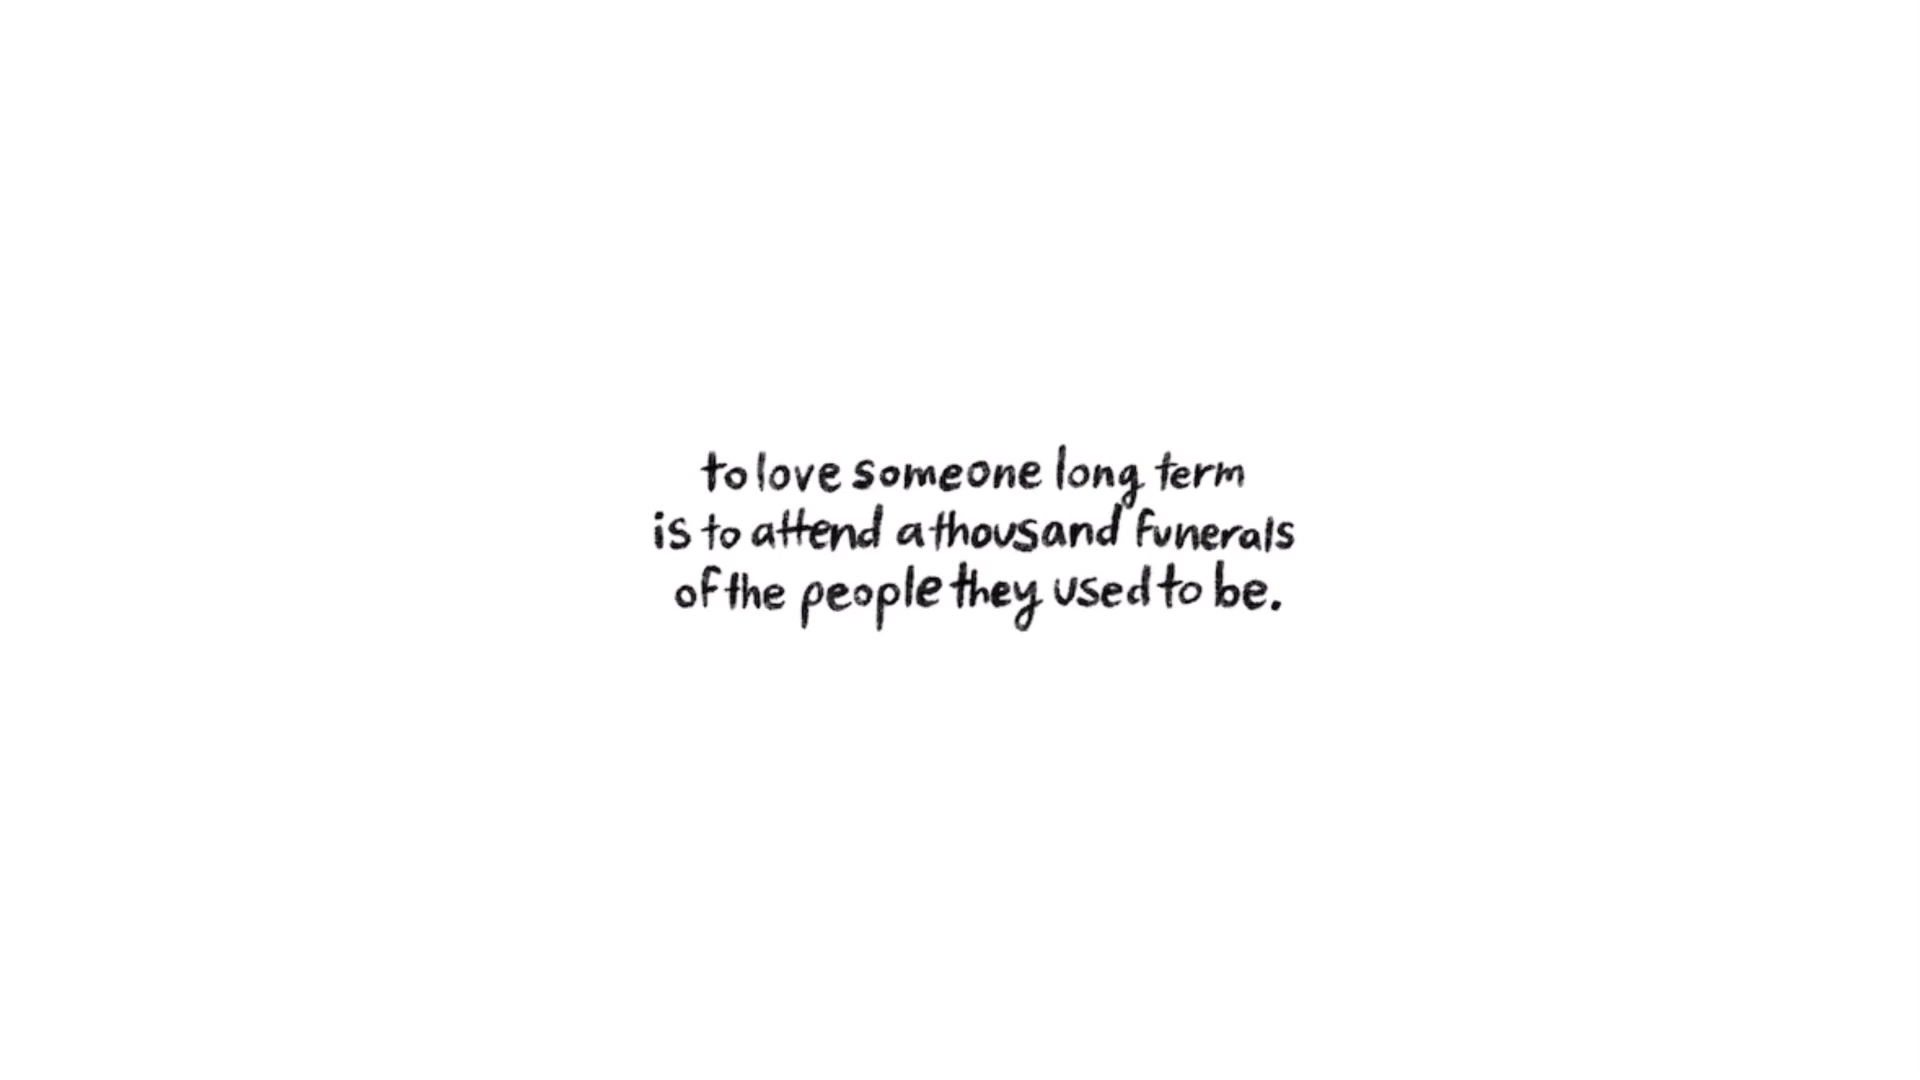 to love someone long term
is to attend a thousand funerals
of the people they used to be.